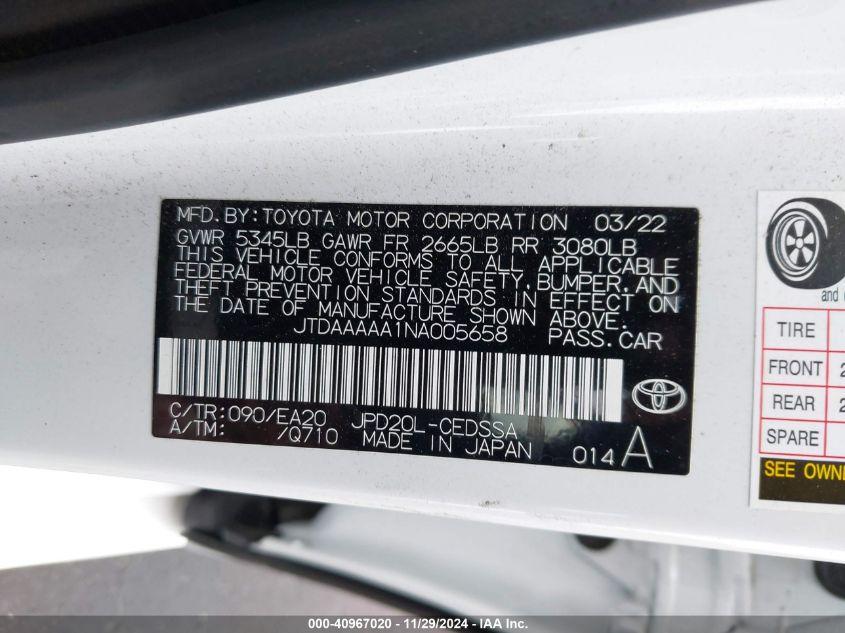 MFD. BY: TOYOTA MOTOR CORPORATION 03/22
GVWR 5345LB GAWR FR 2665LB RR 3080LB
THIS VEHICLE CONFORMS TO ALL APPLICABLE
FEDERAL MOTOR VEHICLE SAFETY, BUMPER, AND
THEFT PREVENTION STANDARDS IN EFFECT ON
THE DATE OF MANUFACTURE SHOWN ABOVE.
JTDAAAAA1NA005658 PASS. CAR
C/TR: 090/EA20 JPD20L-CEDSSA
A/TM: /Q710 MADE IN JAPAN 014 A
and
TIRE
FRONT 2
REAR 2
SPARE
SEE OWN
000-40967020 - 11/29/2024 - IAA Inc.